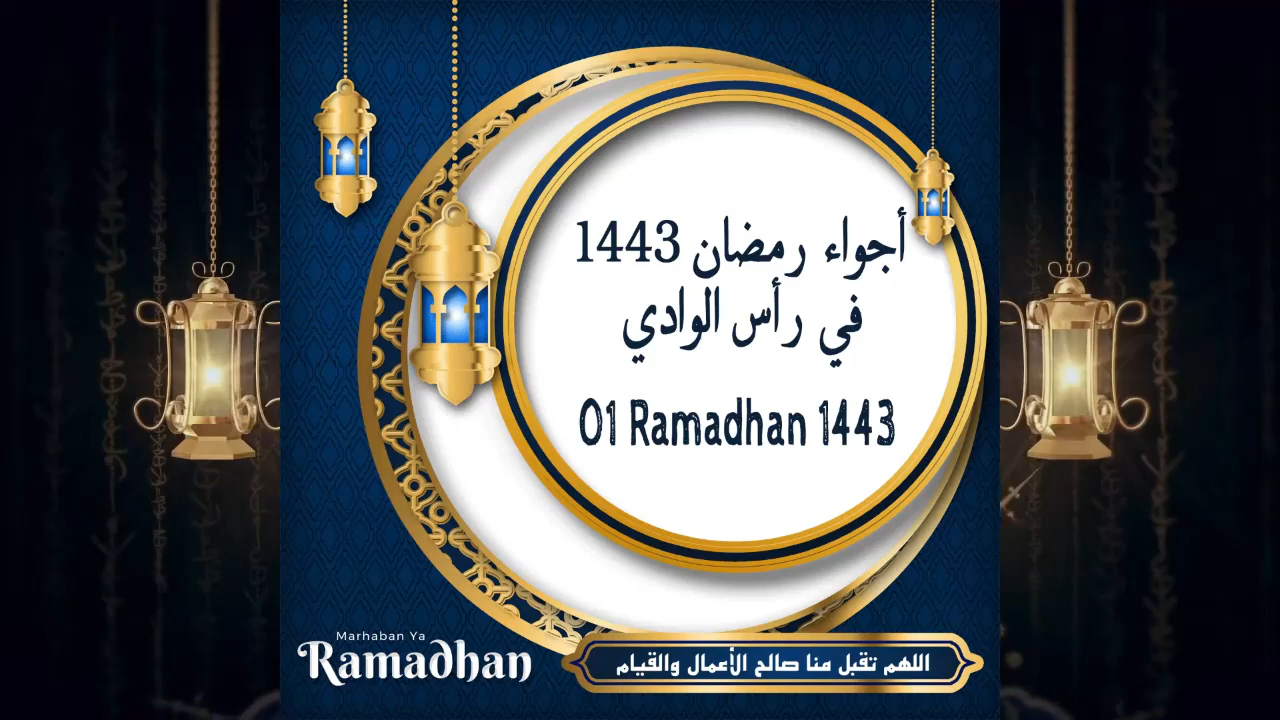 أجواء رمضان 1443
في رأس الوادي
01 Ramadhan 1443
Marhaban Ya
Ramadhan
اللهم تقبل منا صالح الأعمال والقيام